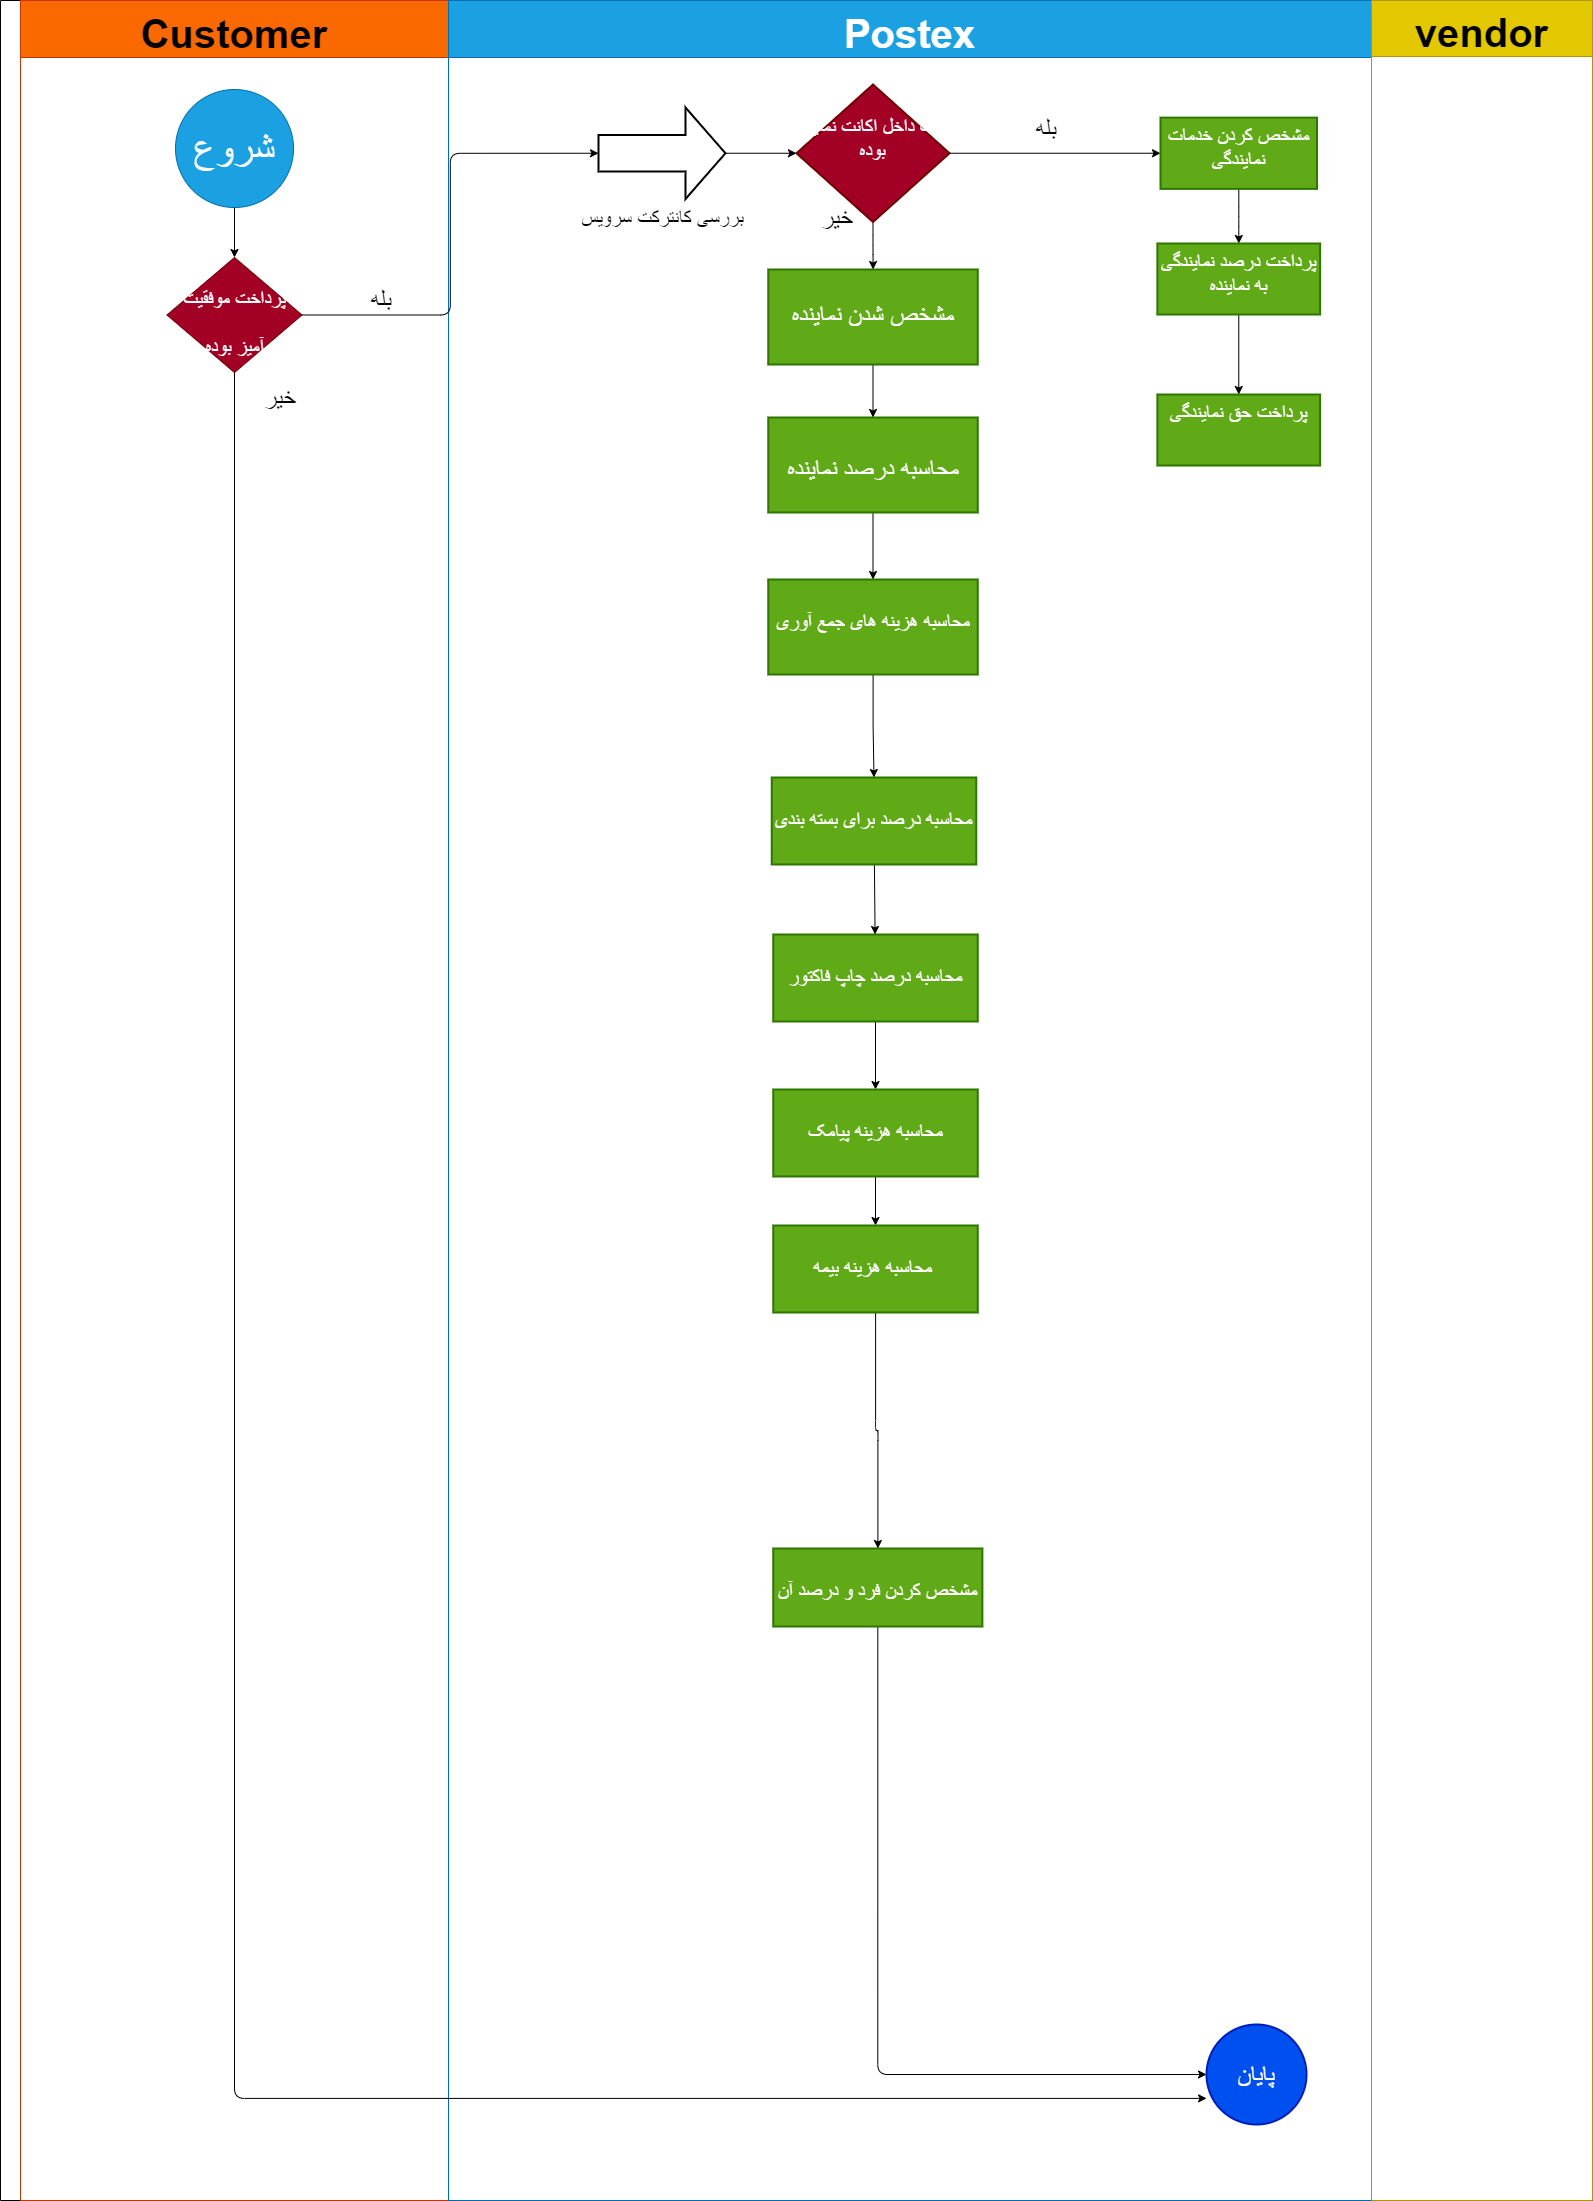 Customer
Postex
vendor
شروع
پرداخت موفقیت
آمیز بوده
بله
خیر
بررسی کانترکت سرویس
داخل اکانت
بوده
بله
خیر
مشخص کردن خدمات
نمایندگی
پرداخت درصد نمایندگی
به نماینده
پرداخت حق نمایندگی
مشخص شدن نماینده
محاسبه درصد نماینده
محاسبه هزینه های جمع آوری
محاسبه درصد برای بسته بندی
محاسبه درصد چاپ فاکتور
محاسبه هزینه پیامک
محاسبه هزینه بیمه
مشخص کردن فرد و درصد آن
پایان